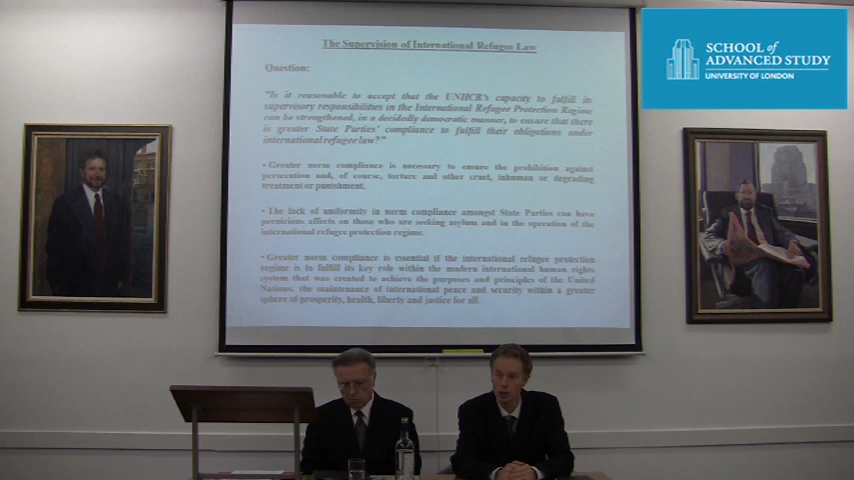 The Supervision of International Refugee Law
Question:
"Is it reasonable to accept that the UNHCR's capacity to fulfill its
supervisory responsibilities in the International Refugee Protection Regime
can be strengthened, in a decidedly democratic manner, to ensure that there
is greater State Parties' compliance to fulfill their obligations under
international refugee law?"
• Greater norm compliance is necessary to ensure the prohibition against
persecution and, of course, torture and other cruel, inhuman or degrading
treatment or punishment.
• The lack of uniformity in norm compliance amongst State Parties can have
pernicious affects on those who are seeking asylum and in the operation of the
international refugee protection regime.
• Greater norm compliance is essential if the international refugee protection
regime is to fulfill its key role within the modern international human rights
system that was created to achieve the purposes and principles of the United
Nations: the maintenance of international peace and security within a greater
sphere of prosperity, health, liberty and justice for all.
SCHOOL of
ADVANCED STUDY
UNIVERSITY OF LONDON